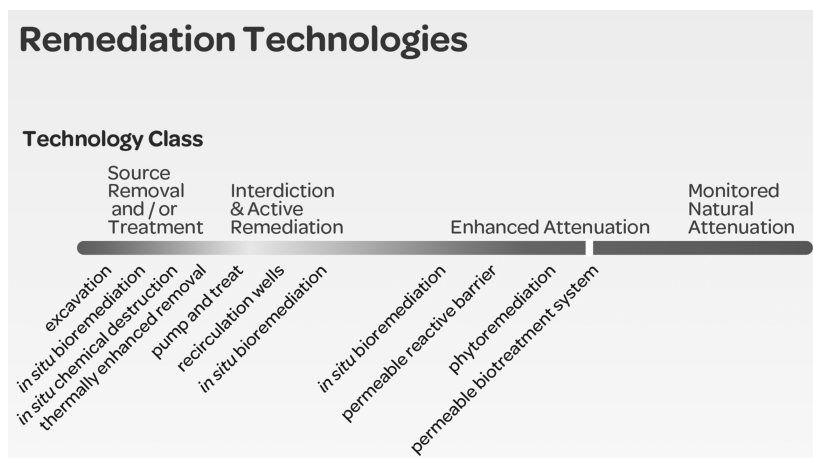 Remediation Technologies
Technology Class
Source
Removal
and / or
Treatment
Interdiction
& Active
Remediation
Enhanced Attenuation
Monitored
Natural
Attenuation
excavation
in situ bioremediation
in situ chemical destruction
thermally enhanced removal
pump and treat
recirculation wells
in situ bioremediation
in situ bioremediation
permeable reactive barrier
phytoremediation
permeable biotreatment system